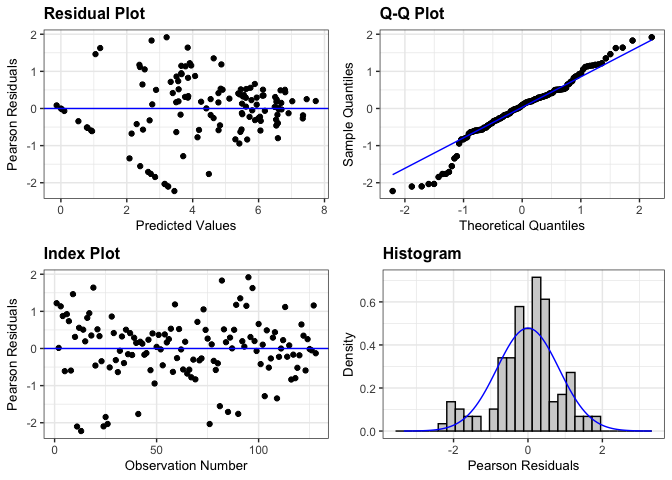 Residual Plot
Pearson Residuals
2
1
0
-1
-2
0
2
4
6
8
Predicted Values
Q-Q Plot
Sample Quantiles
2
1
0
-1
-2
-2
-1
0
1
2
Theoretical Quantiles
Index Plot
Pearson Residuals
2
1
0
-1
-2
0
50
100
Observation Number
Histogram
Density
0.6
0.4
0.2
0.0
-2
0
2
Pearson Residuals